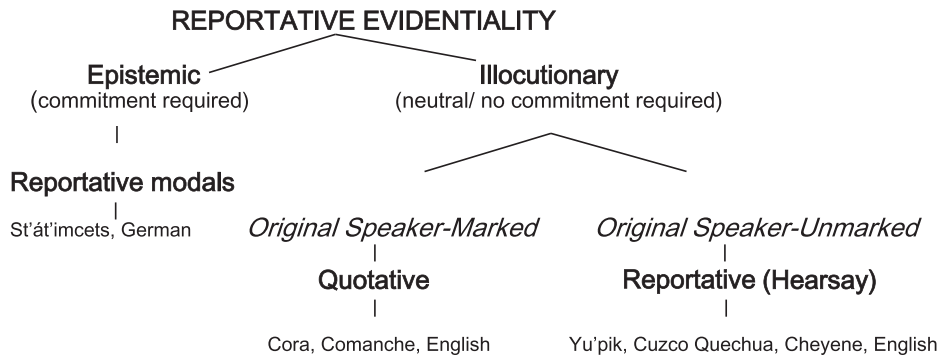 REPORTATIVE EVIDENTIALITY
Epistemic
(commitment required)
Illocutionary
(neutral/ no commitment required)
Reportative modals
St'át'imcets, German
Original Speaker-Marked
Original Speaker-Unmarked
Quotative
Reportative (Hearsay)
Cora, Comanche, English
Yu'pik, Cuzco Quechua, Cheyene, English